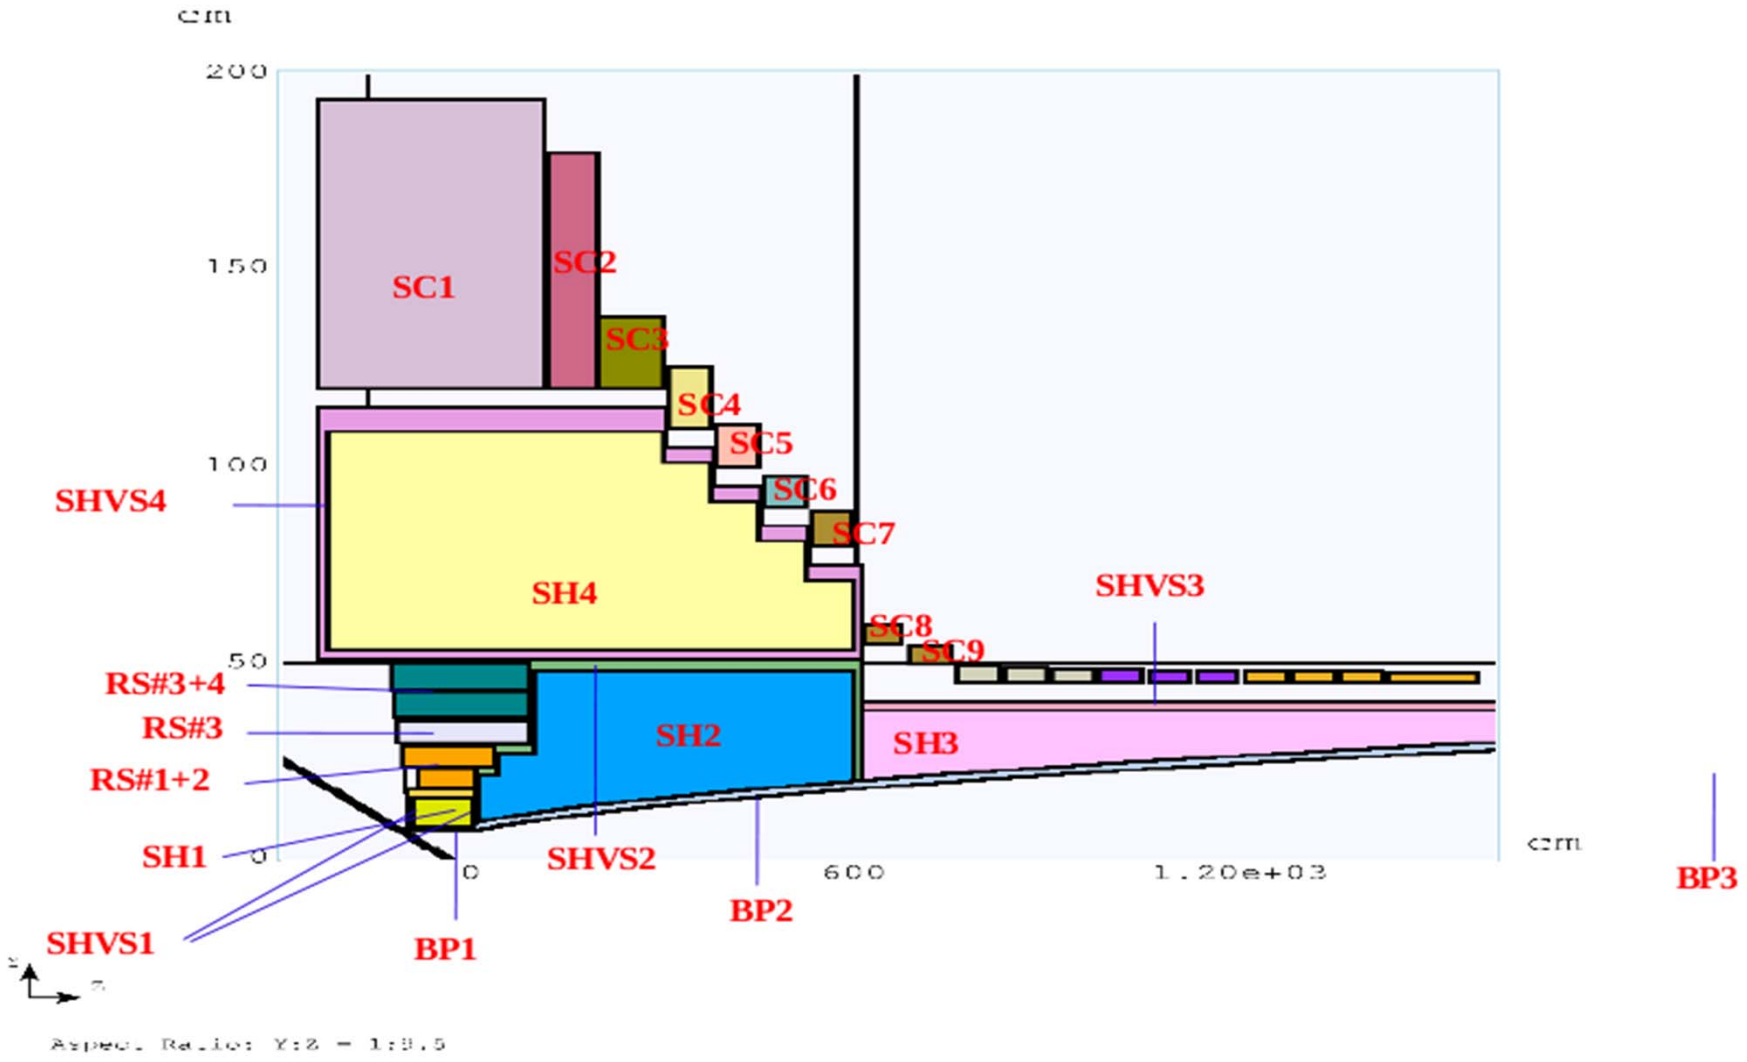 cm
200
150
SC1
SC2
SC3
SC4
100
SC5
SC6
SHVS4
SC7
SH4
SHVS3
SC8
SC9
50
RS#3+4
RS#3
SH2
SH3
RS#1+2
SH1
0
SHVS2
0
600
1.20e+03
cm
BP3
BP2
SHVS1
BP1
z
Aspect Ratio: Y:Z =